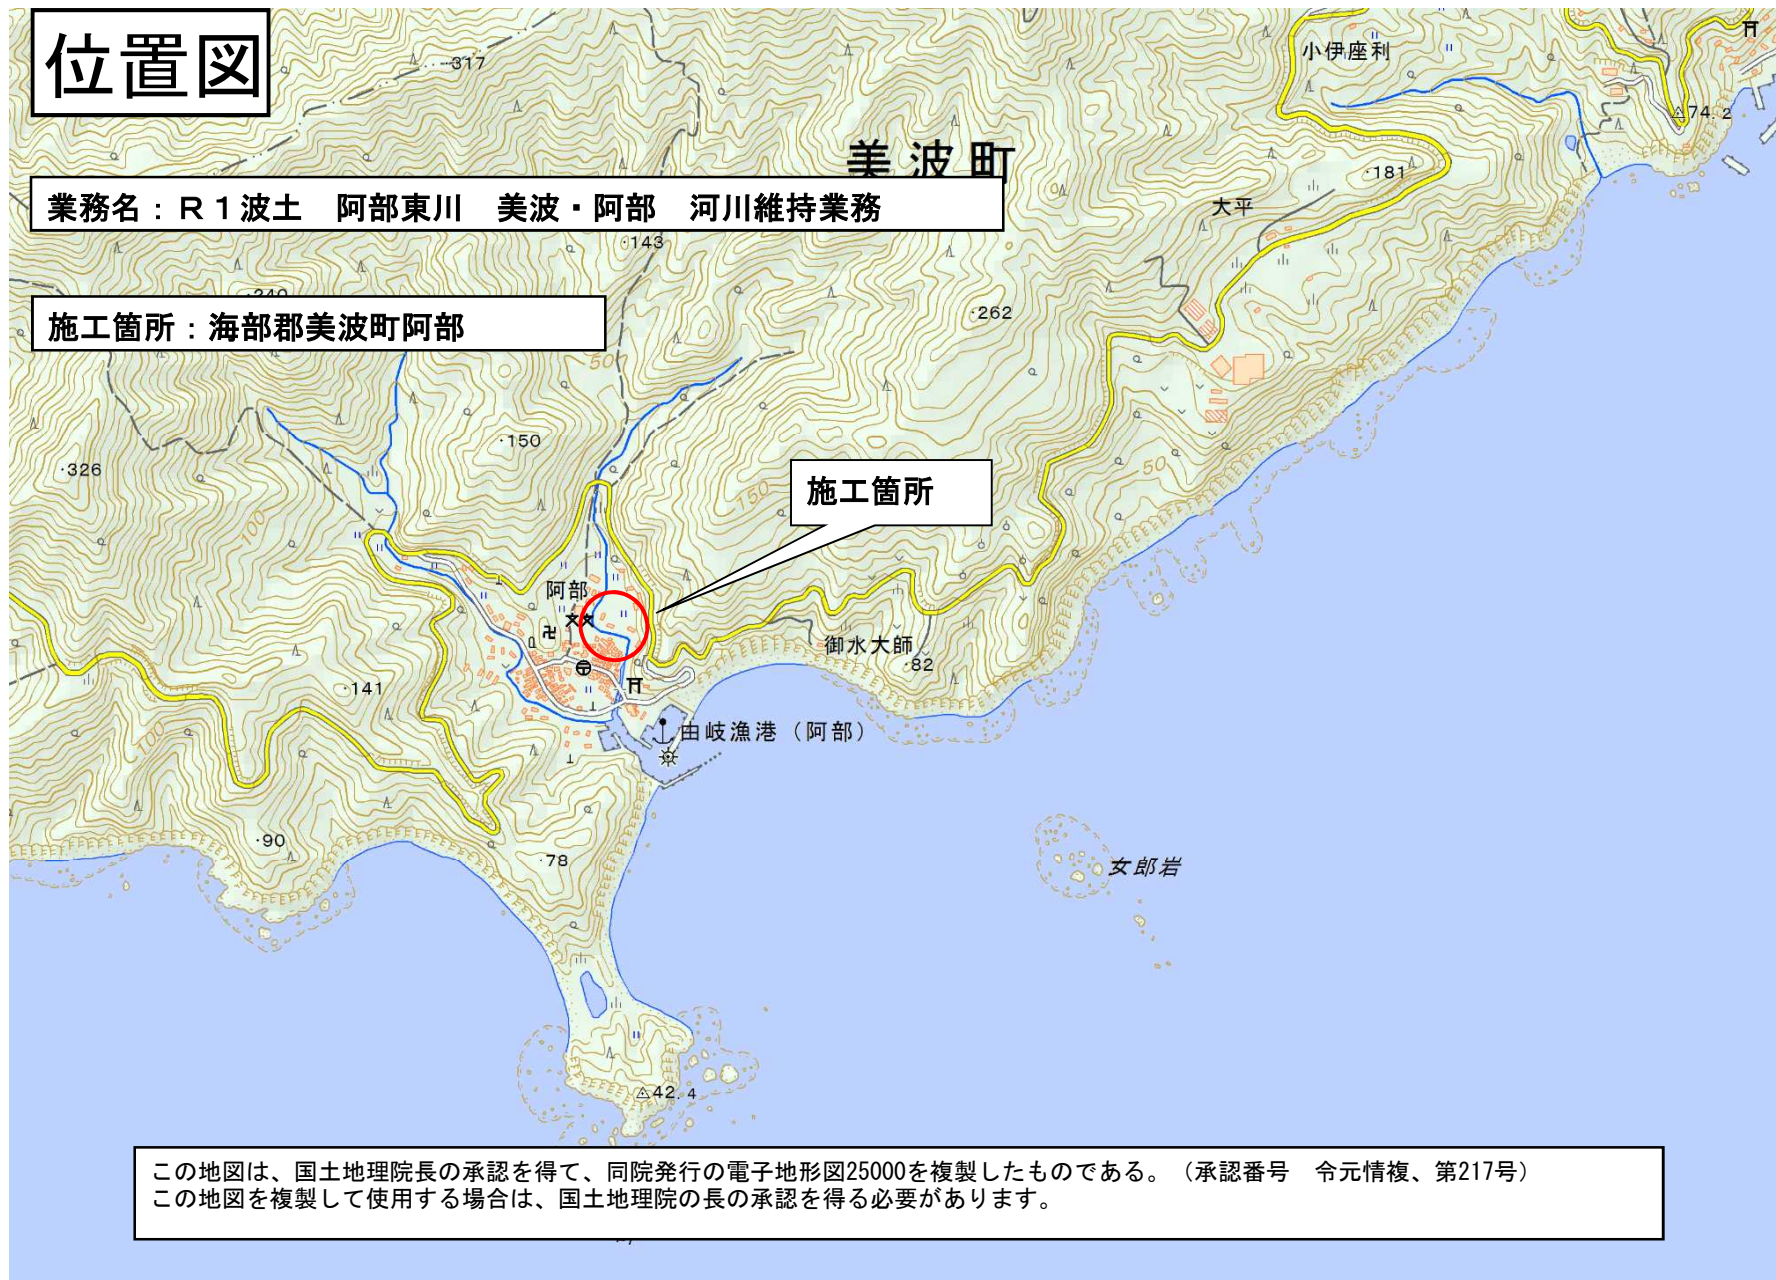 位置図
小伊座利
317
74.2
美波町
181
業務名：Ｒ１波土　阿部東川　美波・阿部　河川維持業務
大平
143
施工箇所：海部郡美波町阿部
262
50
150
326
50
施工箇所
150
100
阿部
文文
御水大師
82
141
由岐漁港（阿部）
100
90
78
女郎岩
42.4
この地図は、国土地理院長の承認を得て、同院発行の電子地形図25000を複製したものである。（承認番号　令元情複、第217号）
この地図を複製して使用する場合は、国土地理院の長の承認を得る必要があります。